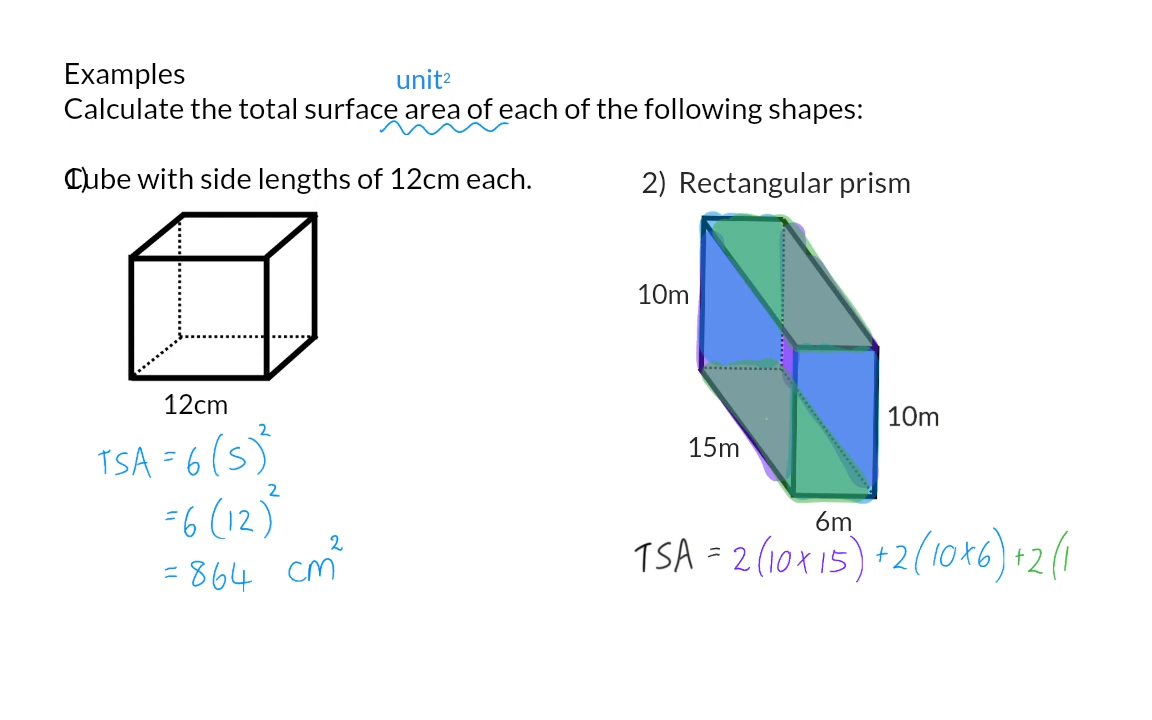 Examples
unit²
Calculate the total surface area of each of the following shapes:
1) Cube with side lengths of 12cm each.
12cm
TSA = 6(S)²
=6(12)²
= 864 cm²
2) Rectangular prism
10m
10m
15m
6m
TSA = 2(10×15)+2(10×6)+2(1